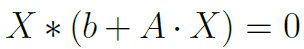 X * (b + A · X) = 0